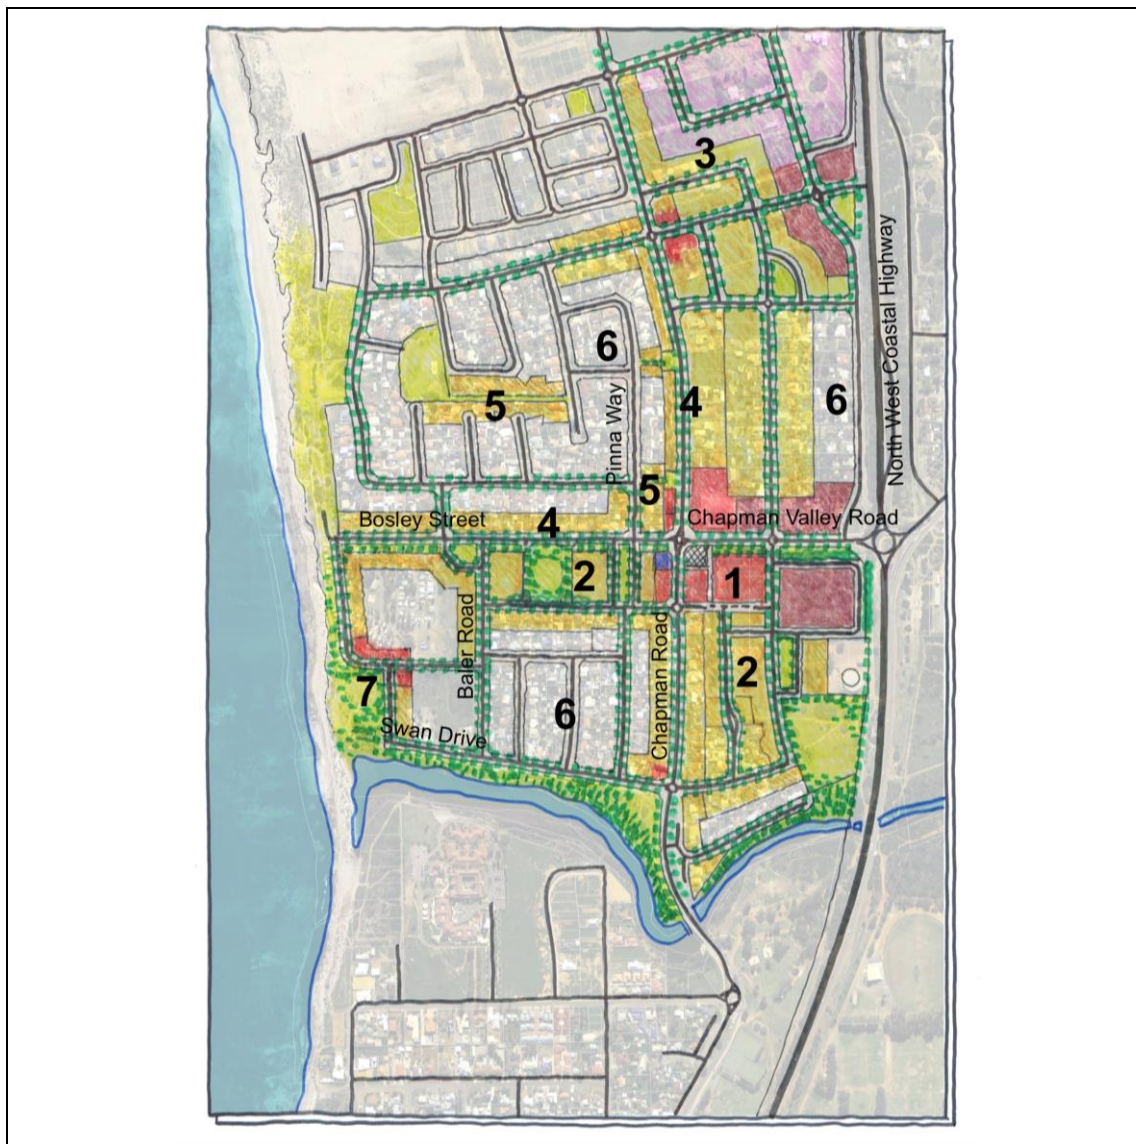 3
North West Coastal Highway
6
5
Pinna Way
4
6
5
Bosley Street
4
Chapman Valley Road
2
1
Baler Road
Chapman Road
2
7
6
Swan Drive